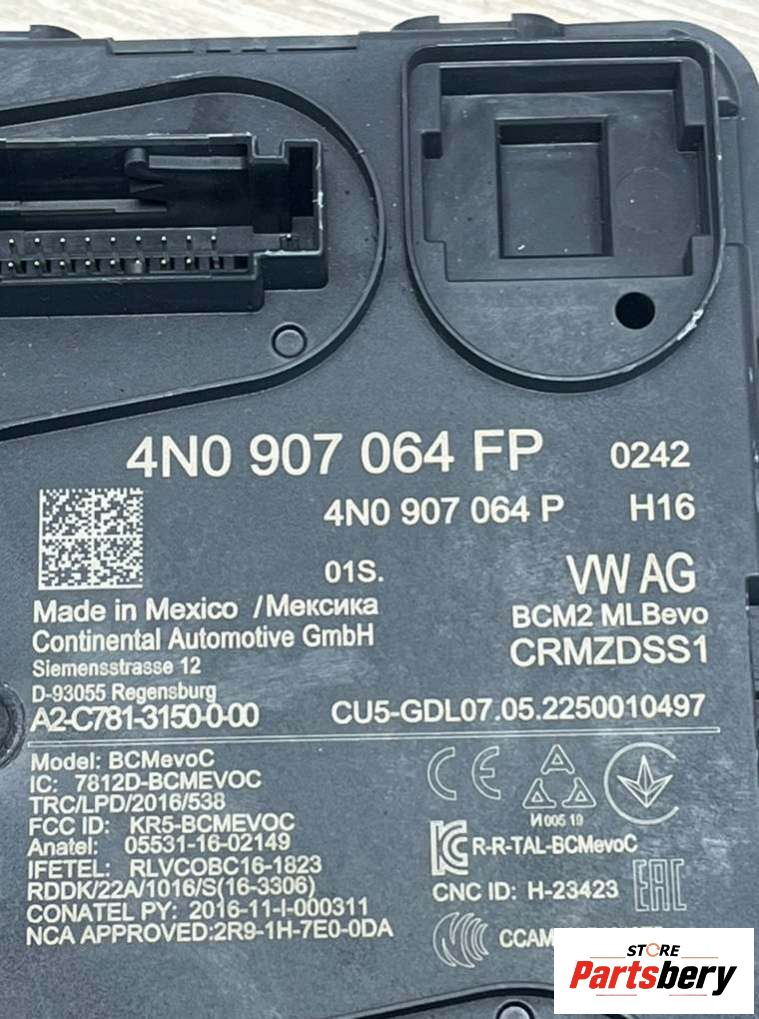 4N0 907 064 FP 0242
4N0 907 064 P H16
01S. VW AG
Made in Mexico /Мексика BCM2 MLBevo
Continental Automotive GmbH CRMZDSS1
Siemensstrasse 12
D-93055 Regensburg
A2-C781-3150-0-00 CU5-GDL07.05.2250010497
Model: BCMevoC
IC: 7812D-BCMEVOC
TRC/LPD/2016/538
FCC ID: KR5-BCMEVOC
Anatel: 05531-16-02149
IFETEL: RLVCOBC16-1823
RDDK/22A/1016/S(16-3306)
CONATEL PY: 2016-11-I-000311
NCA APPROVED:2R9-1H-7E0-0DA
CE
И 005 19
R-R-TAL-BCMevoC
CNC ID: H-23423 EAC
STORE
Partsbery